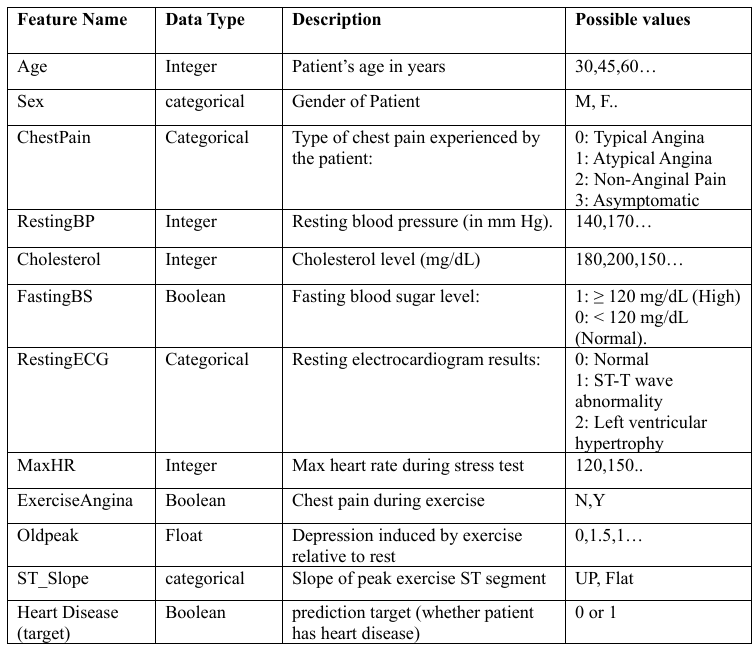 Feature Name Data Type Description Possible values
Age Integer Patient's age in years 30,45,60…
Sex categorical Gender of Patient M, F..
ChestPain Categorical Type of chest pain experienced by 0: Typical Angina
the patient: 1: Atypical Angina
2: Non-Anginal Pain
3: Asymptomatic
RestingBP Integer Resting blood pressure (in mm Hg). 140,170…
Cholesterol Integer Cholesterol level (mg/dL) 180,200,150…
FastingBS Boolean Fasting blood sugar level: 1: ≥ 120 mg/dL (High)
0: < 120 mg/dL
(Normal).
RestingECG Categorical Resting electrocardiogram results: 0: Normal
1: ST-T wave
abnormality
2: Left ventricular
hypertrophy
MaxHR Integer Max heart rate during stress test 120,150..
ExerciseAngina Boolean Chest pain during exercise N,Y
Oldpeak Float Depression induced by exercise 0,1.5,1…
relative to rest
ST_Slope categorical Slope of peak exercise ST segment UP, Flat
Heart Disease Boolean prediction target (whether patient 0 or 1
(target) has heart disease)